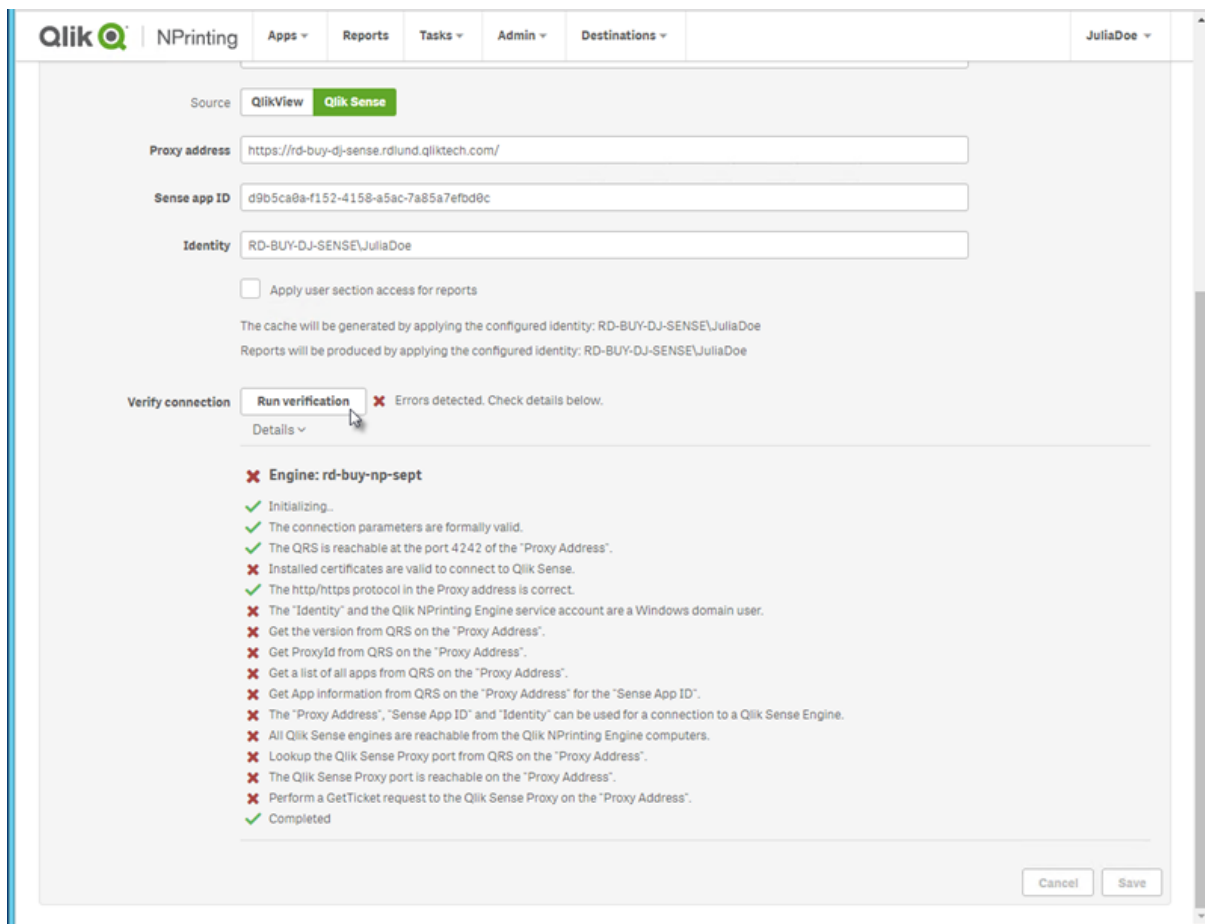 Qlik NPrinting Apps Reports Tasks Admin Destinations JuliaDoe
Source QlikView Qlik Sense
Proxy address https://rd-buy-dj-sense.rdlund.qliktech.com/
Sense app ID d9b5ca0a-f152-4158-a5ac-7a85a7efbd0c
Identity RD-BUY-DJ-SENSE\JuliaDoe
Apply user section access for reports
The cache will be generated by applying the configured identity: RD-BUY-DJ-SENSE\JuliaDoe
Reports will be produced by applying the configured identity: RD-BUY-DJ-SENSE\JuliaDoe
Verify connection Run verification Errors detected. Check details below.
Details
Engine: rd-buy-np-sept
Initializing..
The connection parameters are formally valid.
The QRS is reachable at the port 4242 of the "Proxy Address".
Installed certificates are valid to connect to Qlik Sense.
The http/https protocol in the Proxy address is correct.
The "Identity" and the Qlik NPrinting Engine service account are a Windows domain user.
Get the version from QRS on the "Proxy Address".
Get ProxyId from QRS on the "Proxy Address".
Get a list of all apps from QRS on the "Proxy Address".
Get App information from QRS on the "Proxy Address" for the "Sense App ID".
The "Proxy Address", "Sense App ID" and "Identity" can be used for a connection to a Qlik Sense Engine.
All Qlik Sense engines are reachable from the Qlik NPrinting Engine computers.
Lookup the Qlik Sense Proxy port from QRS on the "Proxy Address".
The Qlik Sense Proxy port is reachable on the "Proxy Address".
Perform a GetTicket request to the Qlik Sense Proxy on the "Proxy Address".
Completed
Cancel Save